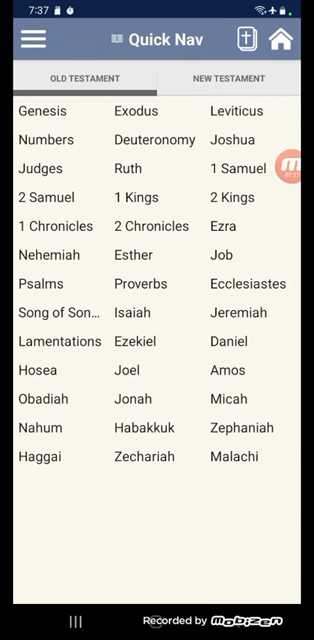 7:37
Quick Nav
OLD TESTAMENT NEW TESTAMENT
Genesis Exodus Leviticus
Numbers Deuteronomy Joshua
Judges Ruth 1 Samuel
2 Samuel 1 Kings 2 Kings
1 Chronicles 2 Chronicles Ezra
Nehemiah Esther Job
Psalms Proverbs Ecclesiastes
Song of Son... Isaiah Jeremiah
Lamentations Ezekiel Daniel
Hosea Joel Amos
Obadiah Jonah Micah
Nahum Habakkuk Zephaniah
Haggai Zechariah Malachi
Recorded by mobizen